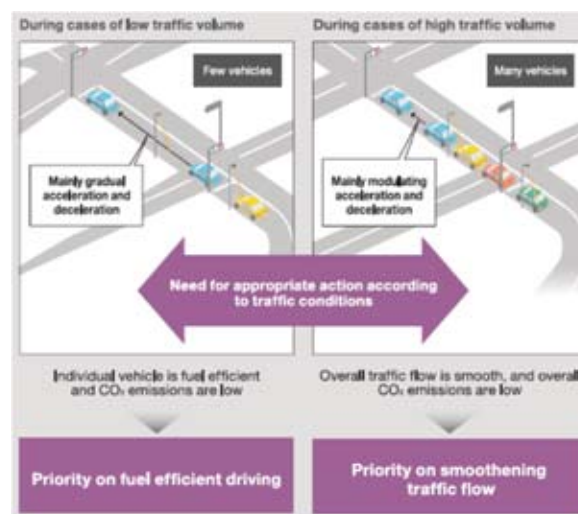 During cases of low traffic volume
Few vehicles
Mainly gradual
acceleration and
deceleration
During cases of high traffic volume
Many vehicles
Mainly modulating
acceleration and
deceleration
Need for appropriate action according
to traffic conditions
Individual vehicle is fuel efficient
and CO₂ emissions are low
Overall traffic flow is smooth, and overall
CO₂ emissions are low
Priority on fuel efficient driving
Priority on smoothening
traffic flow